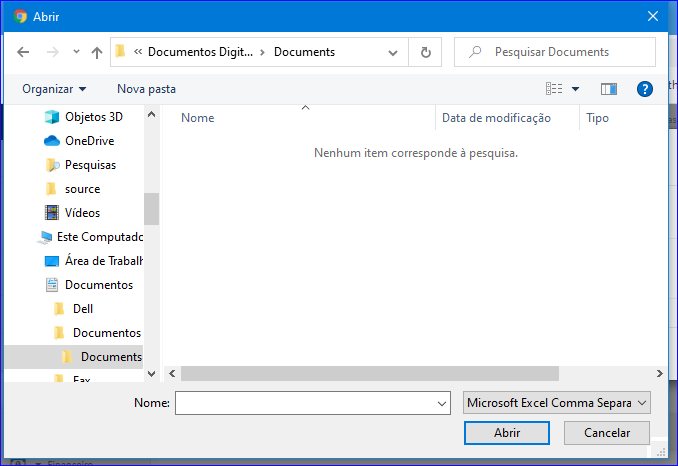 Abrir
« Documentos Digit... > Documents
Pesquisar Documents
Organizar
Nova pasta
Objetos 3D
OneDrive
Pesquisas
source
Vídeos
Este Computado
Área de Trabalh
Documentos
Dell
Documentos
Documents
Fax
Nome
Data de modificação
Tipo
Nenhum item corresponde à pesquisa.
Nome:
Microsoft Excel Comma Separa
Abrir
Cancelar
Financeiro